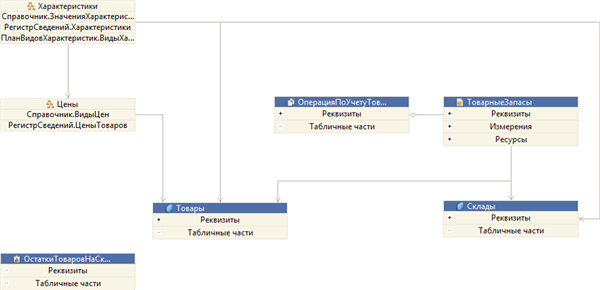 Характеристики
Справочник.ЗначенияХарактерис...
РегистрСведений.Характеристики
ПланВидовХарактеристик.ВидыХа...
Цены
Справочник.ВидыЦен
РегистрСведений.ЦеныТоваров
ОперацияПоУчетуТов...
Реквизиты
Табличные части
ТоварныеЗапасы
Реквизиты
Измерения
Ресурсы
Товары
Реквизиты
Табличные части
Склады
Реквизиты
Табличные части
ОстаткиТоваровНаСк...
Реквизиты
Табличные части